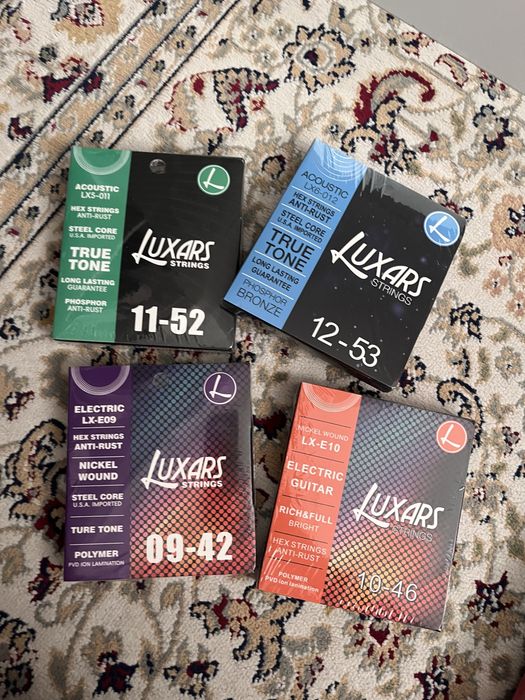 ACOUSTIC
LXS-011
HEX STRINGS
ANTI-RUST
STEEL CORE
U.S.A. IMPORTED
TRUE
TONE
LONG LASTING
GUARANTEE
PHOSPHOR
ANTI-RUST
L
LUXARS
STRINGS
11-52
ACOUSTIC
LX6-012
HEX STRINGS
ANTI-RUST
STEEL CORE
U.S.A. IMPORTED
TRUE
TONE
LONG LASTING
GUARANTEE
PHOSPHOR
BRONZE
L
LUXARS
STRINGS
12-53
ELECTRIC
LX-E09
HEX STRINGS
ANTI-RUST
NICKEL
WOUND
STEEL CORE
U.S.A. IMPORTED
TURE TONE
POLYMER
PVD ION LAMINATION
L
LUXARS
STRINGS
09-42
NICKEL WOUND
LX-E10
ELECTRIC
GUITAR
RICH&FULL
BRIGHT
HEX STRINGS
ANTI-RUST
POLYMER
PVD ION LAMINATION
L
LUXARS
STRINGS
10-46